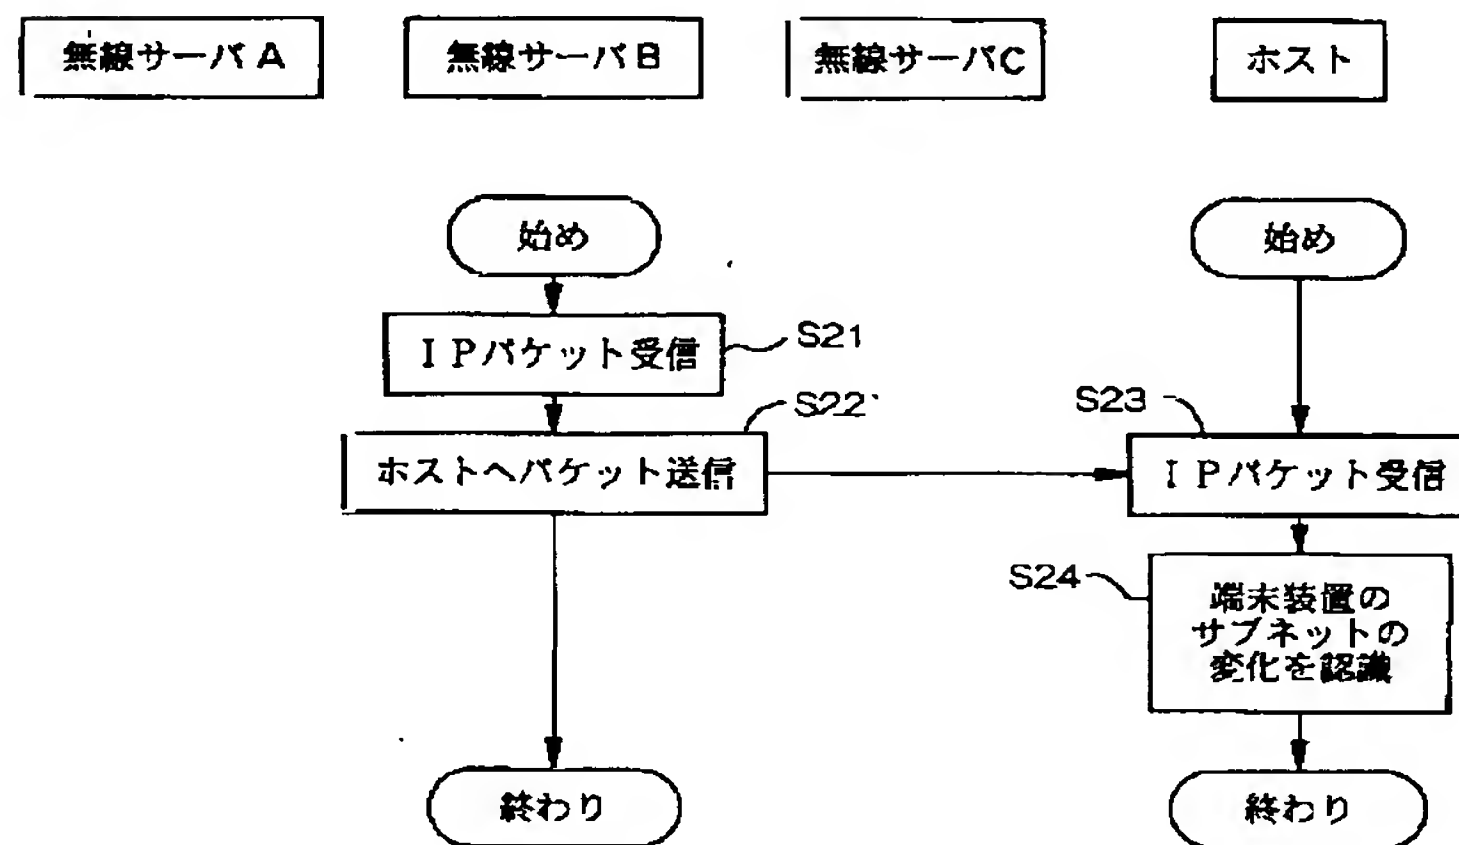 無線サーバA
無線サーバB
無線サーバC
ホスト
始め
始め
IPパケット受信
S21
S22
ホストへパケット送信
S23
IPパケット受信
S24
端末装置の
サブネットの
変化を認識
終わり
終わり